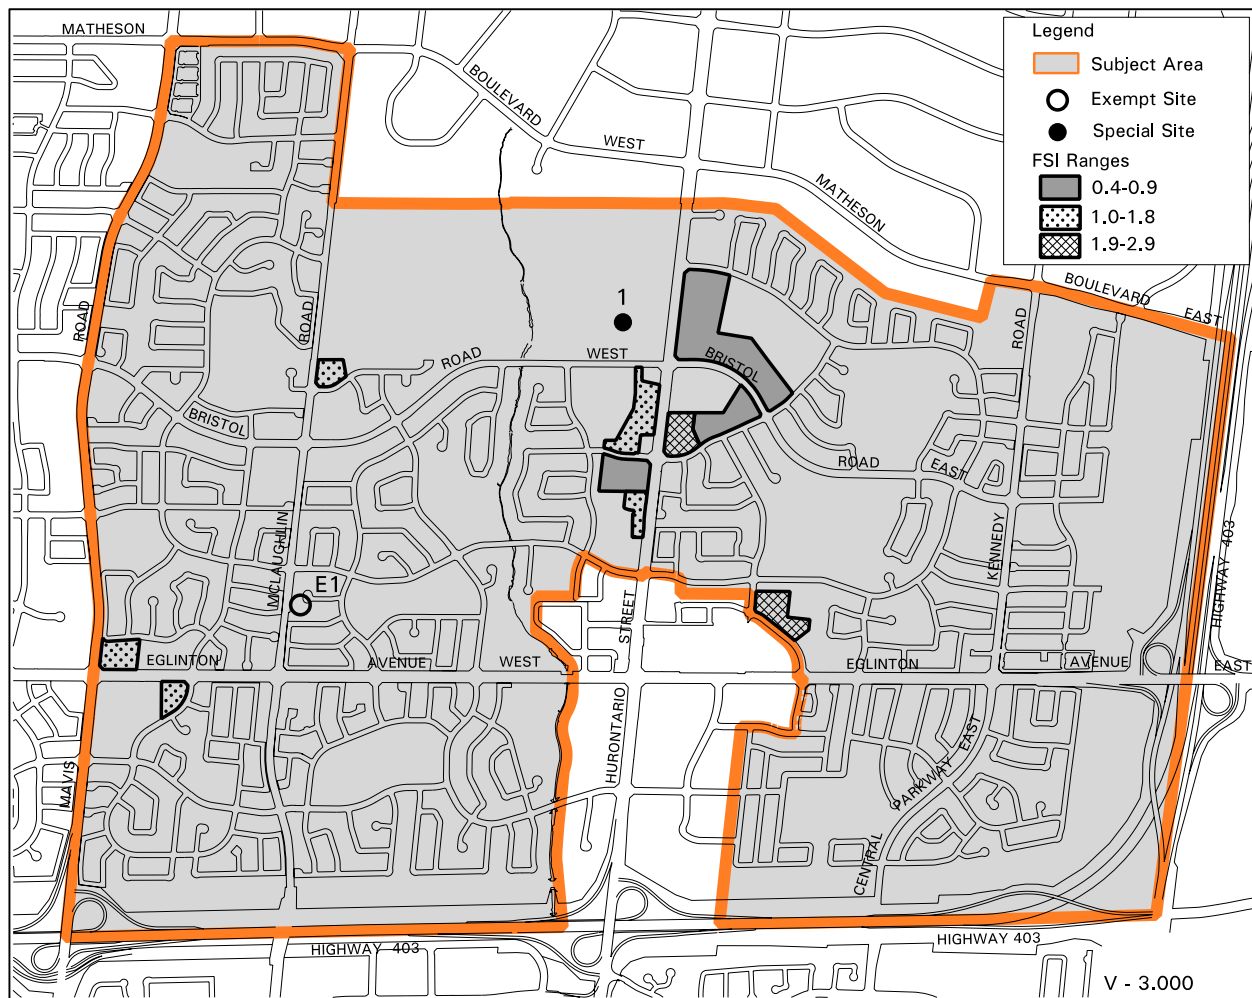 MATHESON
BOULEVARD
WEST
MATHESON
BOULEVARD
EAST
Legend
Subject Area
Exempt Site
Special Site
FSI Ranges
0.4-0.9
1.0-1.8
1.9-2.9
1
ROAD
ROAD
ROAD
WEST
BRISTOL
ROAD
BRISTOL
ROAD
EAST
MCLAUGHLIN
E1
KENNEDY
HIGHWAY 403
STREET
EGLINTON
AVENUE
WEST
EGLINTON
AVENUE
EAST
HURONTARIO
MAVIS
PARKWAY
EAST
CENTRAL
HIGHWAY 403
HIGHWAY 403
V - 3.000